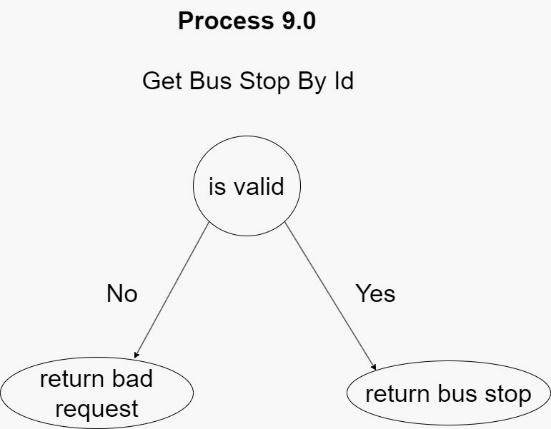 Process 9.0
Get Bus Stop By Id
is valid
No
Yes
return bad
request
return bus stop